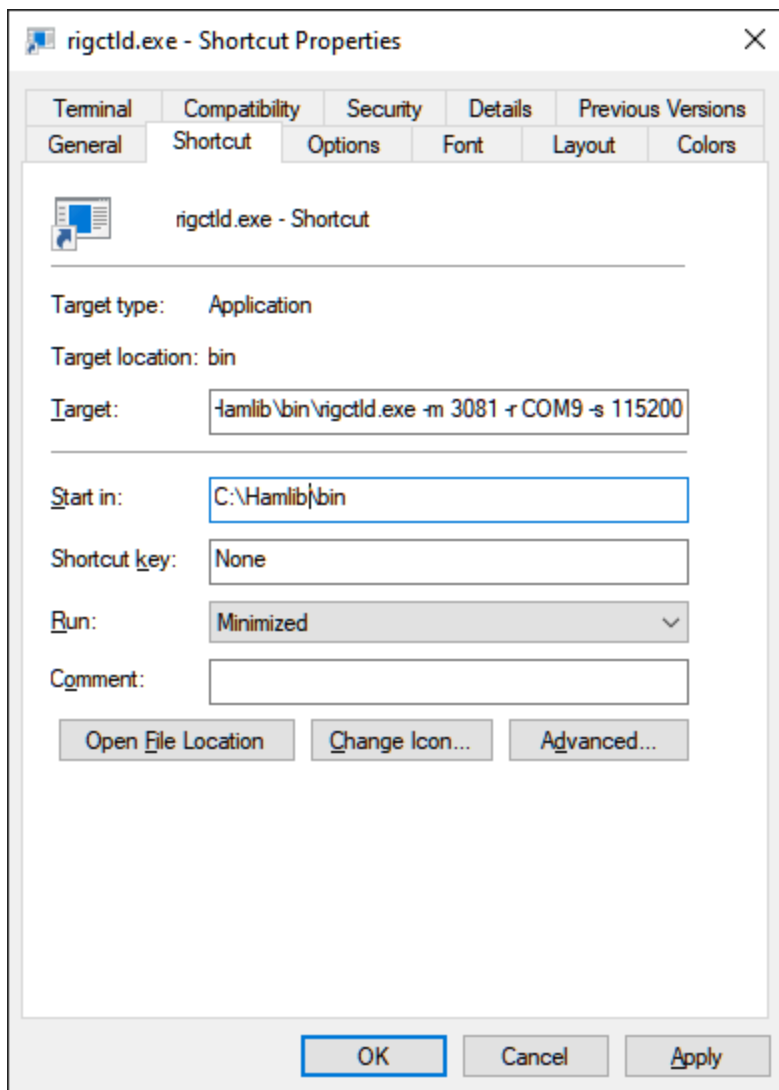 rigctld.exe - Shortcut Properties
Terminal Compatibility Security Details Previous Versions
General Shortcut Options Font Layout Colors
rigctld.exe - Shortcut
Target type: Application
Target location: bin
Target: Hamlib\bin\rigctld.exe -m 3081 -r COM9 -s 115200
Start in: C:\Hamlib\bin
Shortcut key: None
Run: Minimized
Comment:
Open File Location Change Icon... Advanced...
OK Cancel Apply